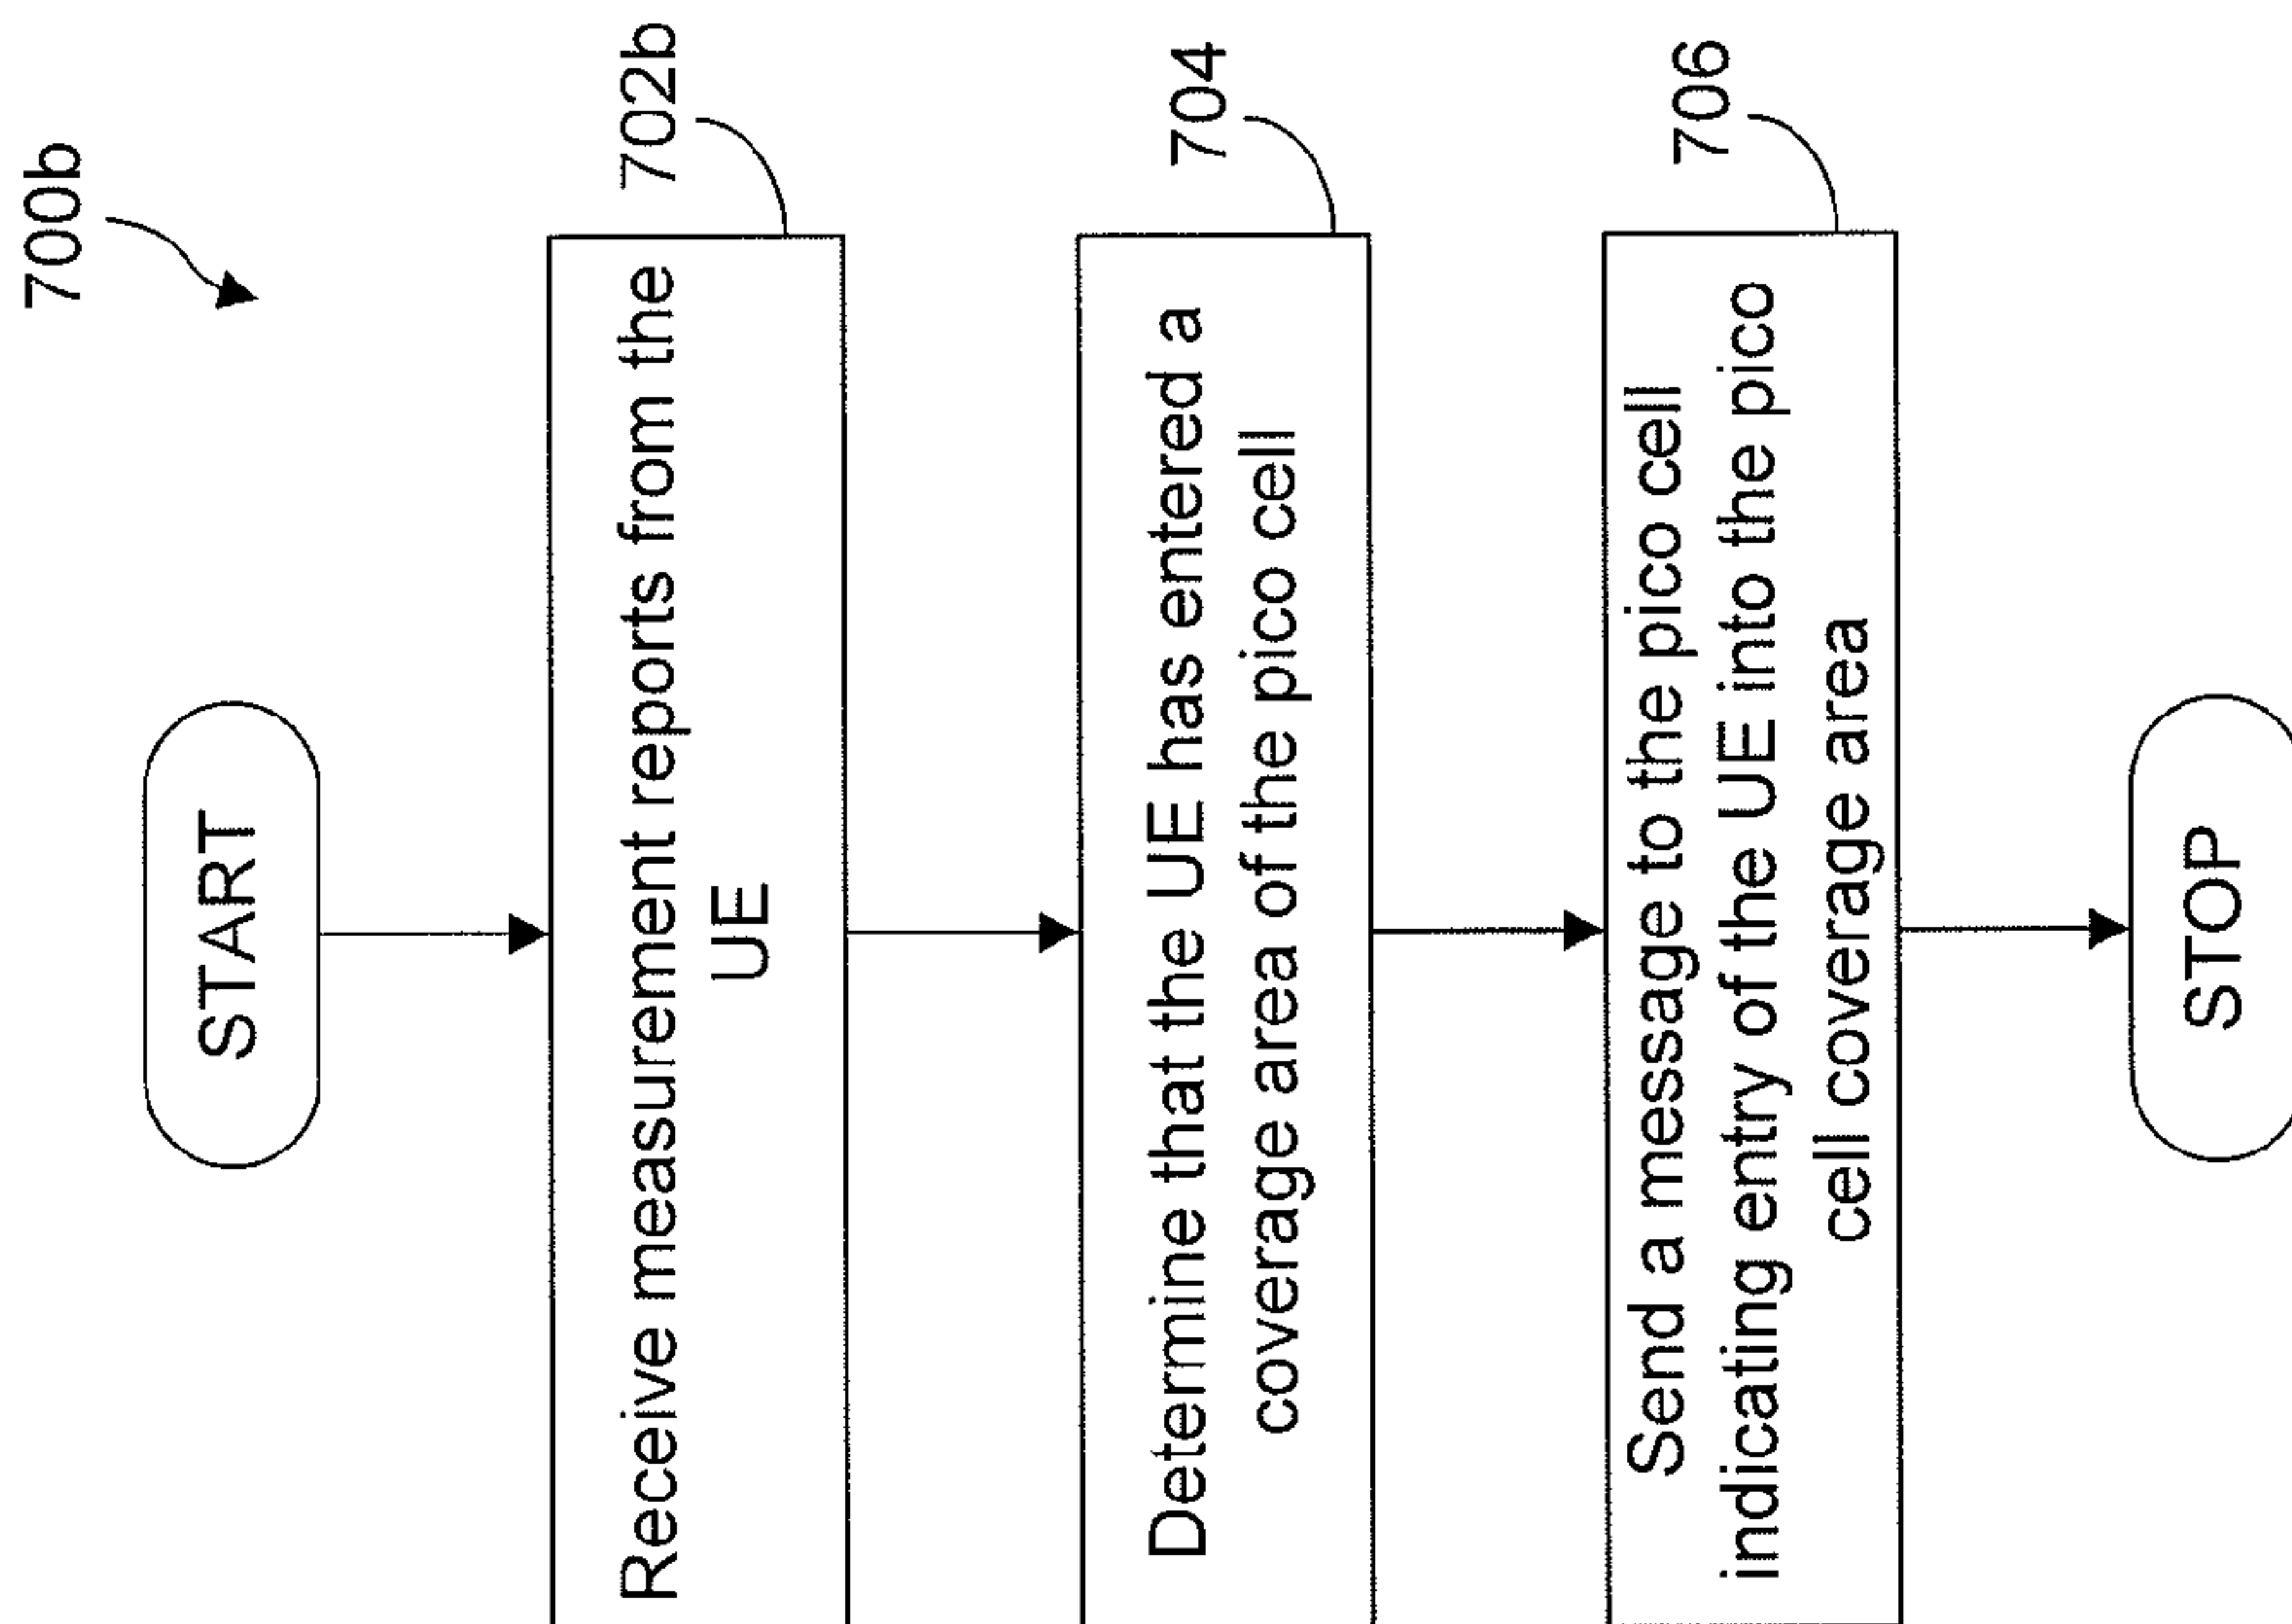 700b
START
Receive measurement reports from the
UE
702b
Determine that the UE has entered a
coverage area of the pico cell
704
Send a message to the pico cell
indicating entry of the UE into the pico
cell coverage area
706
STOP